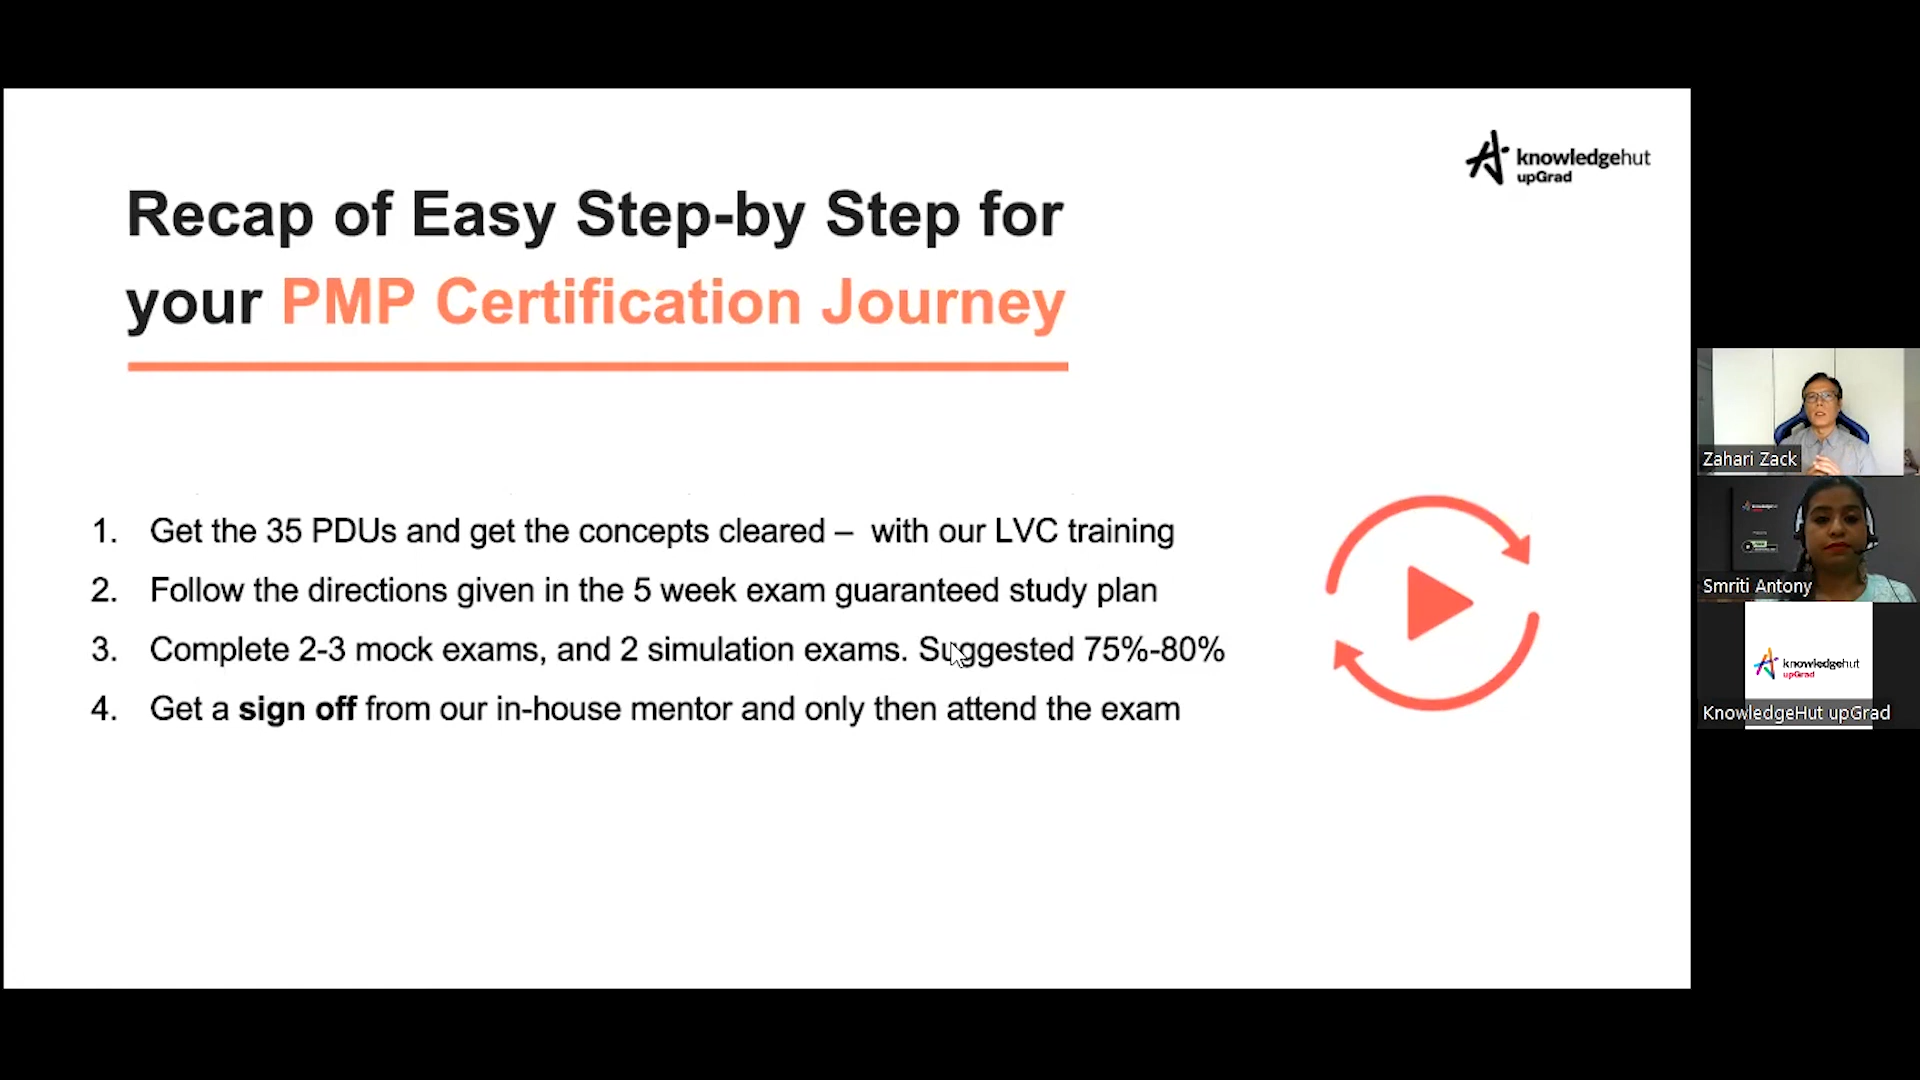 knowledgehut
upGrad
Recap of Easy Step-by Step for
your PMP Certification Journey
1. Get the 35 PDUs and get the concepts cleared – with our LVC training
2. Follow the directions given in the 5 week exam guaranteed study plan
3. Complete 2-3 mock exams, and 2 simulation exams. Suggested 75%-80%
4. Get a sign off from our in-house mentor and only then attend the exam
Zahari Zack
Smriti Antony
knowledgehut
upGrad
KnowledgeHut upGrad